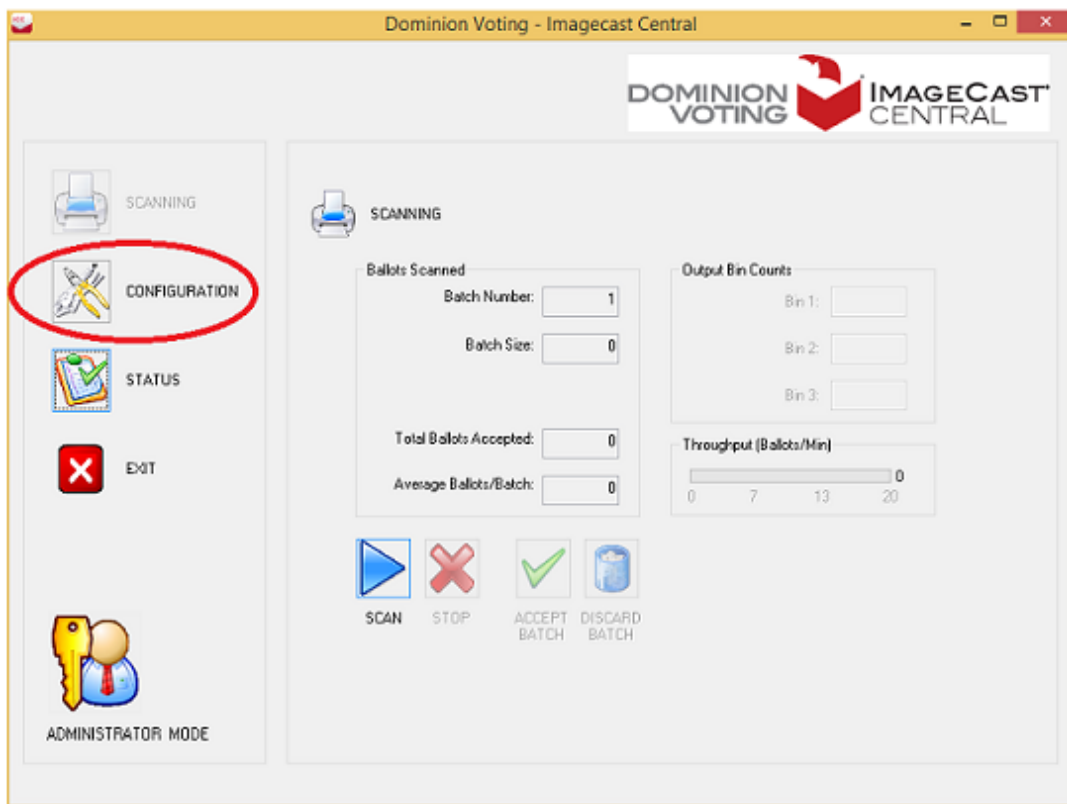 Dominion Voting - Imagecast Central
DOMINION VOTING
IMAGECAST® CENTRAL
SCANNING
CONFIGURATION
STATUS
EXIT
ADMINISTRATOR MODE
SCANNING
Ballots Scanned
Batch Number: 1
Batch Size: 0
Total Ballots Accepted: 0
Average Ballots/Batch: 0
Output Bin Counts
Bin 1:
Bin 2:
Bin 3:
Throughput (Ballots/Min)
0
0 7 13 20
SCAN
STOP
ACCEPT BATCH
DISCARD BATCH